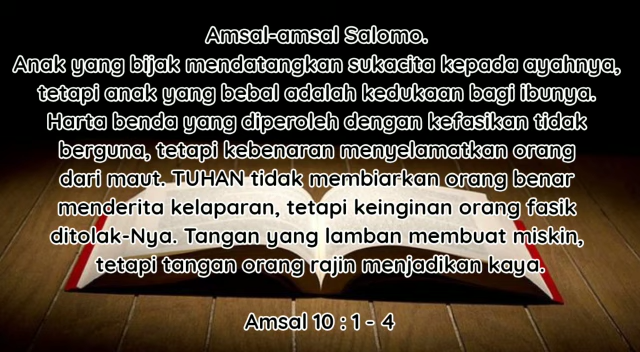 Amsal-amsal Salomo.
Anak yang bijak mendatangkan sukacita kepada ayahnya,
tetapi anak yang bebal adalah kedukaan bagi ibunya.
Harta benda yang diperoleh dengan kefasikan tidak
berguna, tetapi kebenaran menyelamatkan orang
dari maut. TUHAN tidak membiarkan orang benar
menderita kelaparan, tetapi keinginan orang fasik
ditolak-Nya. Tangan yang lamban membuat miskin,
tetapi tangan orang rajin menjadikan kaya.
Amsal 10 : 1 - 4